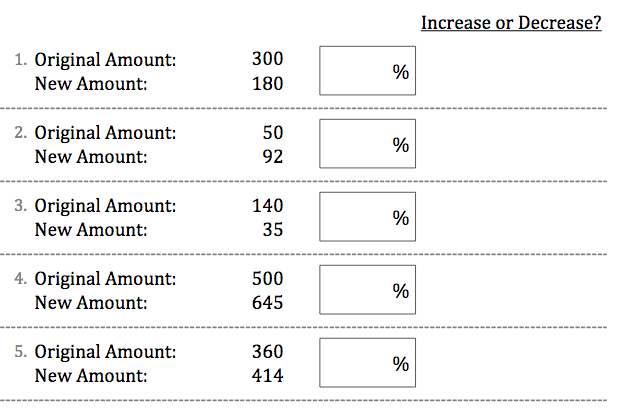 Increase or Decrease?
1. Original Amount: 300
New Amount: 180
%
2. Original Amount: 50
New Amount: 92
%
3. Original Amount: 140
New Amount: 35
%
4. Original Amount: 500
New Amount: 645
%
5. Original Amount: 360
New Amount: 414
%